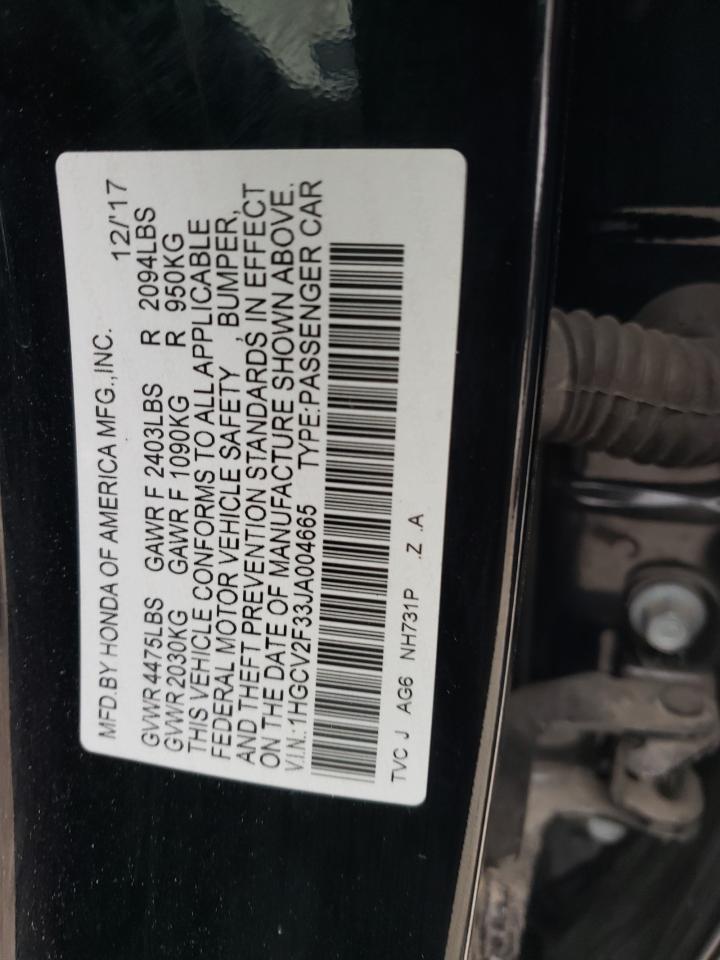 MFD.BY HONDA OF AMERICA MFG.,INC. 12/'17
GVWR 4475LBS GAWR F 2403LBS R 2094LBS
GVWR 2030KG GAWR F 1090KG R 950KG
THIS VEHICLE CONFORMS TO ALL APPLICABLE
FEDERAL MOTOR VEHICLE SAFETY , BUMPER,
AND THEFT PREVENTION STANDARDS IN EFFECT
ON THE DATE OF MANUFACTURE SHOWN ABOVE.
V.I.N.:1HGCV2F33JA004665 TYPE:PASSENGER CAR
TVC J AG6 NH731P .Z .A